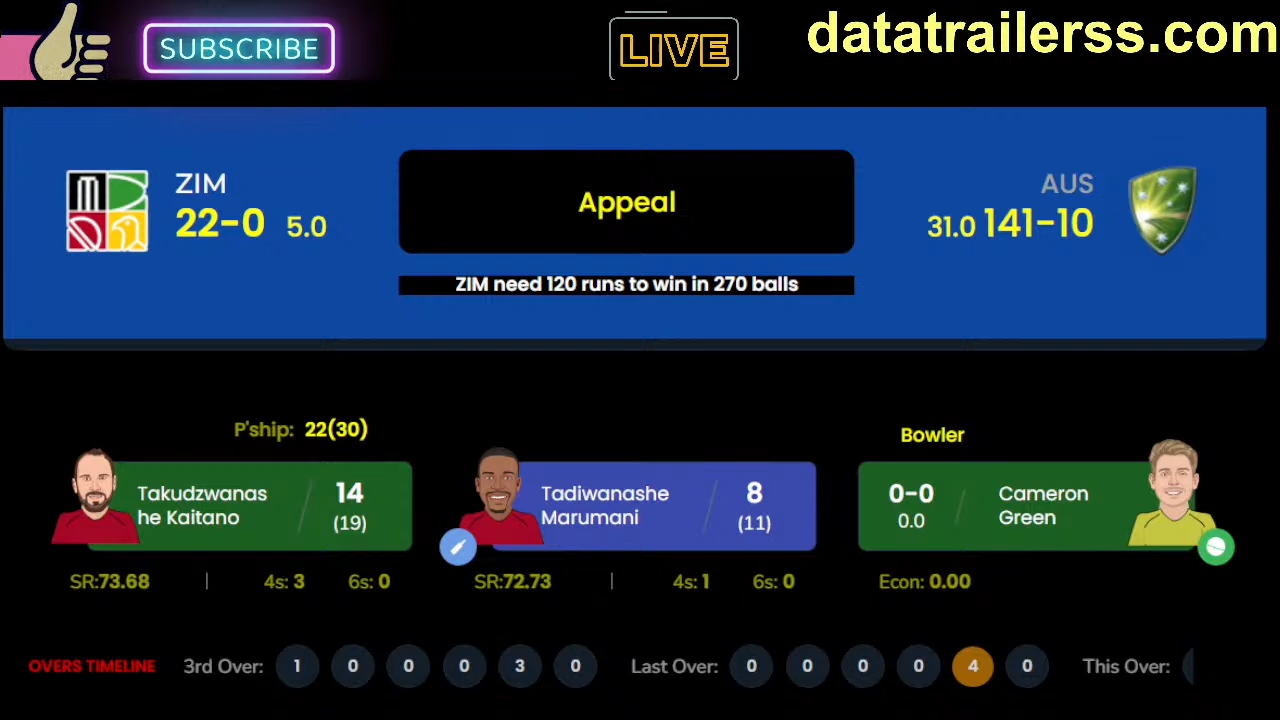 SUBSCRIBE
LIVE
datatrailerss.com
ZIM
22-0 5.0
Appeal
AUS
31.0 141-10
ZIM need 120 runs to win in 270 balls
P'ship: 22(30)
Bowler
Takudzwanas
he Kaitano
14
(19)
Tadiwanashe
Marumani
8
(11)
0-0
0.0
Cameron
Green
SR:73.68 | 4s: 3 6s: 0
SR:72.73 | 4s: 1 6s: 0
Econ: 0.00
OVERS TIMELINE 3rd Over: 1 0 0 0 3 0 Last Over: 0 0 0 0 4 0 This Over: